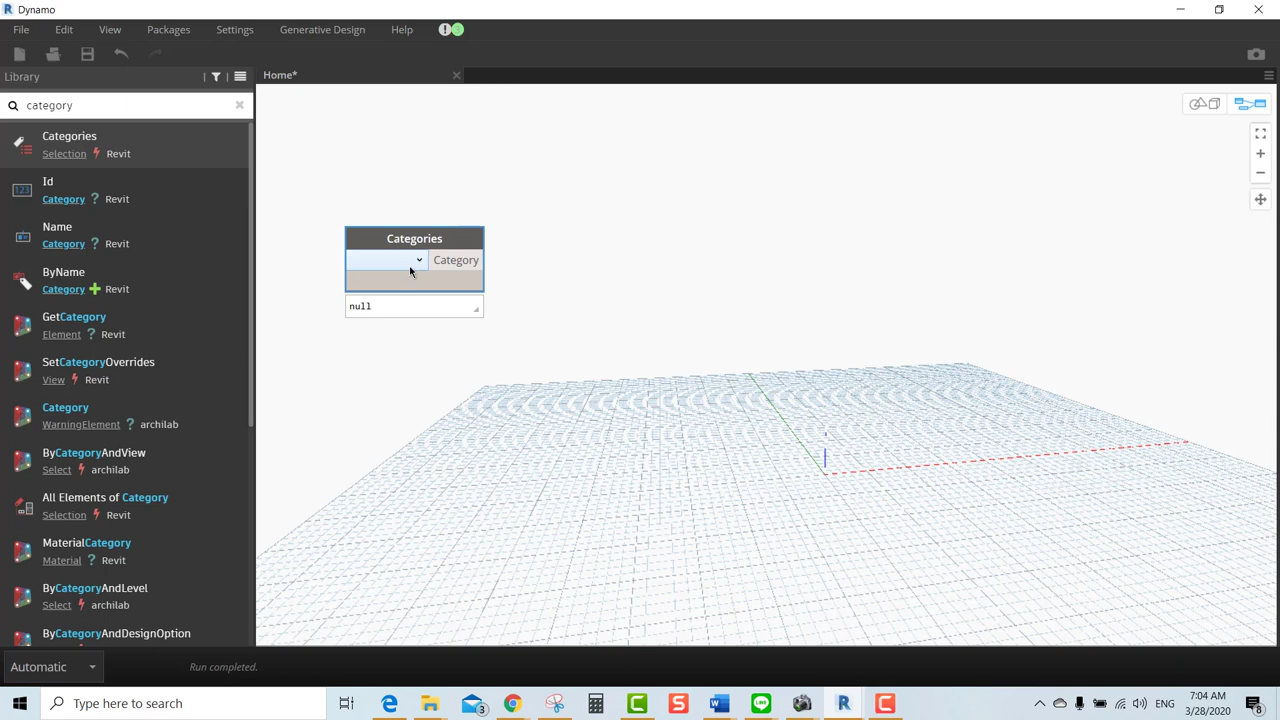 Dynamo
File Edit View Packages Settings Generative Design Help
Library
Home*
category
Categories
Selection Revit
Id
Category ? Revit
Name
Category ? Revit
ByName
Category Revit
GetCategory
Element ? Revit
SetCategoryOverrides
View Revit
Category
WarningElement ? archilab
ByCategoryAndView
Select archilab
All Elements of Category
Selection Revit
MaterialCategory
Material ? Revit
ByCategoryAndLevel
Select archilab
ByCategoryAndDesignOption
Categories
Category
null
Automatic
Run completed.
Type here to search
3
ENG
7:04 AM
3/28/2020
8